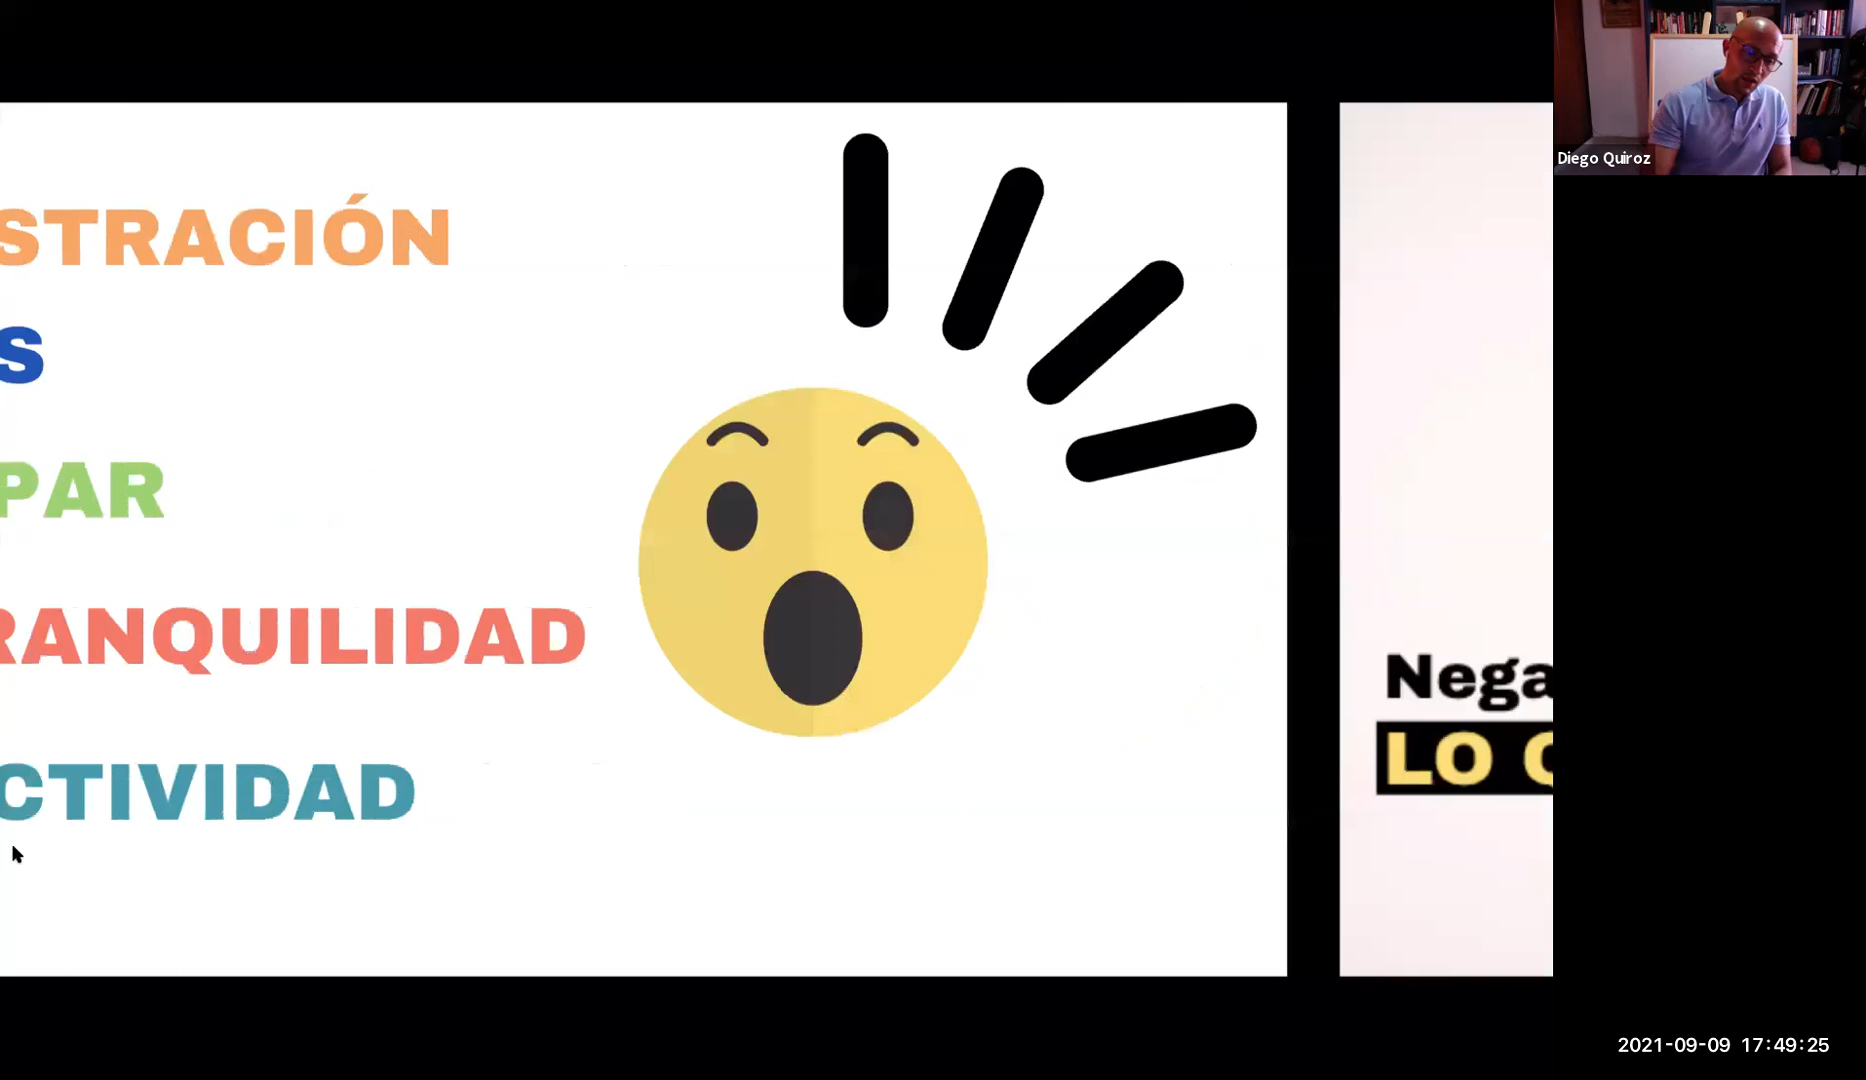 STRACIÓN
S
PAR
RANQUILIDAD
CTIVIDAD
Nega
LO
Diego Quiroz
2021-09-09 17:49:25